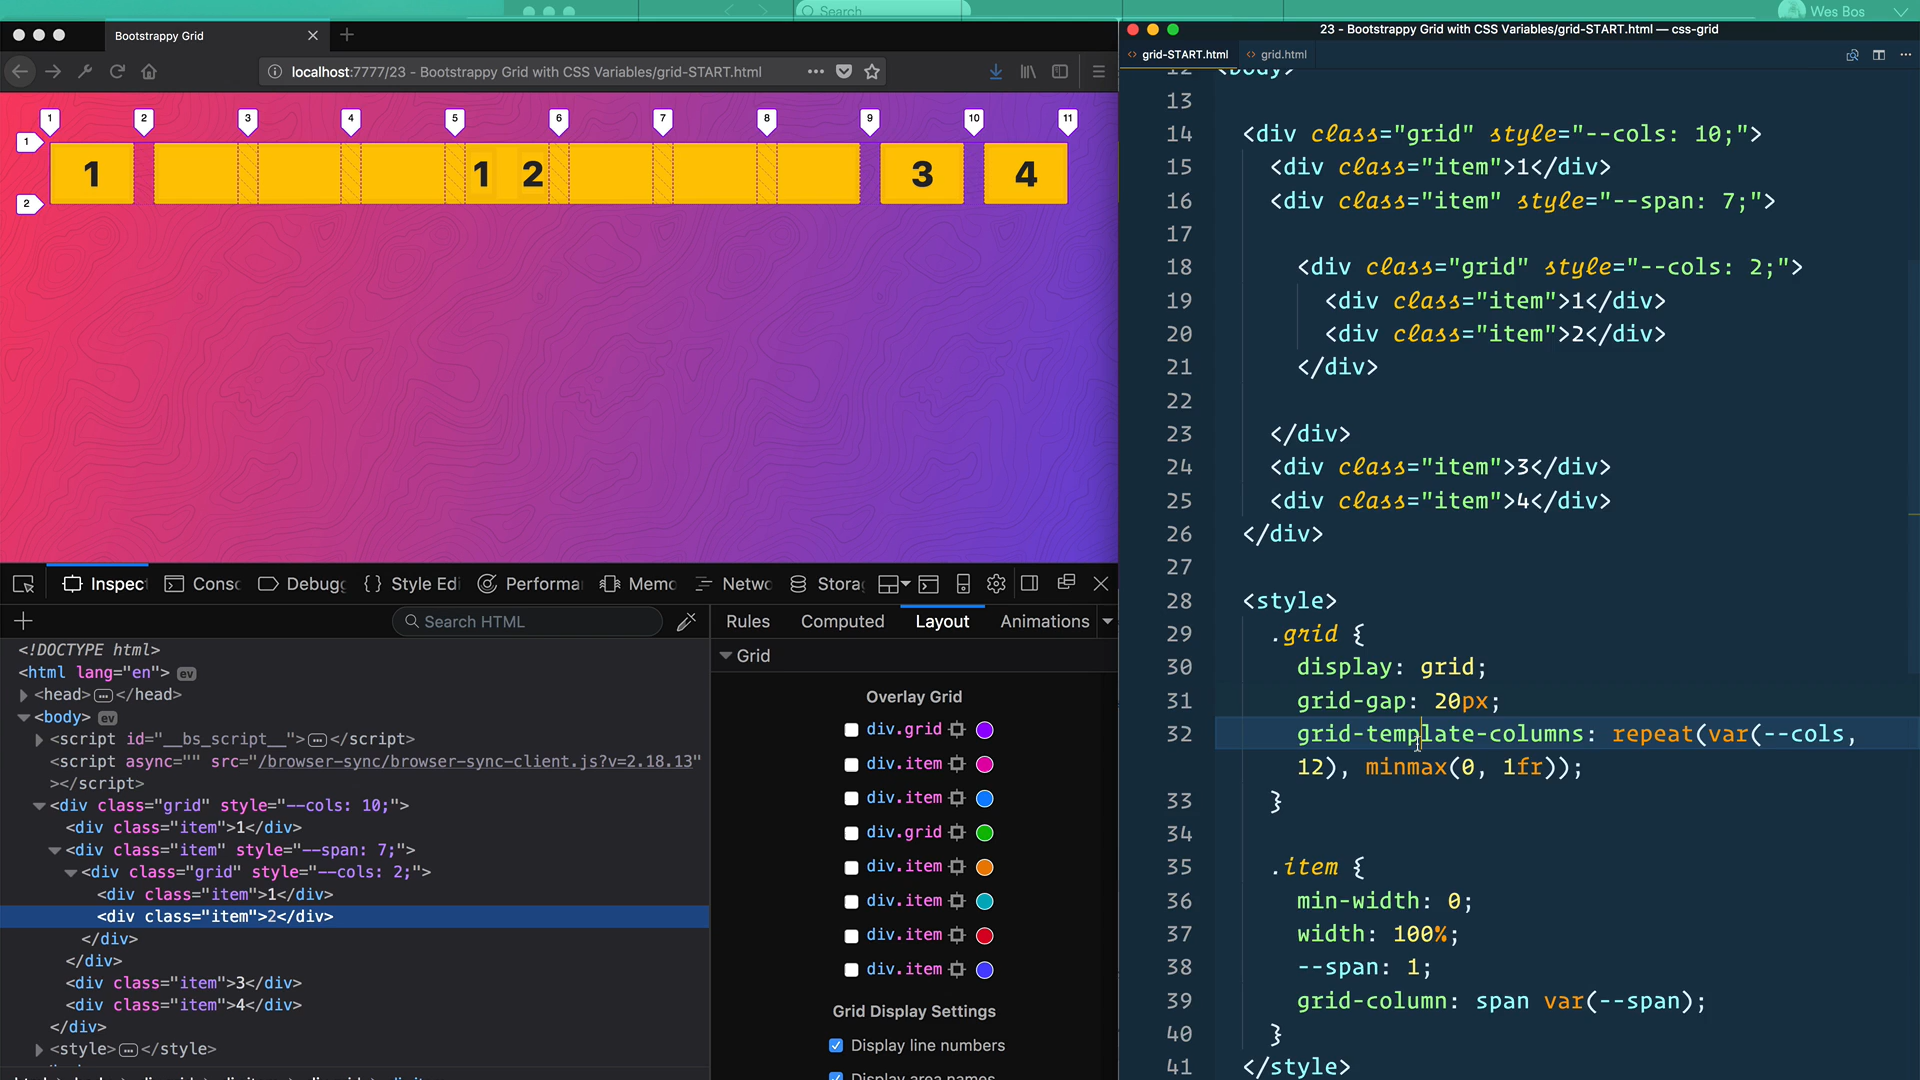 Search
Wes Bos
Bootstrappy Grid
localhost:7777/23 - Bootstrappy Grid with CSS Variables/grid-START.html
1 2 3 4 5 6 7 8 9 10 11
1
1 1 2 3 4
2
Inspec
Consc
Debugg
Style Edi
Performa
Memo
Netwo
Stora
Search HTML
<!DOCTYPE html>
<html lang="en"> ev
<head> … </head>
<body> ev
<script id="__bs_script__"> … </script>
<script async="" src="/browser-sync/browser-sync-client.js?v=2.18.13"
></script>
<div class="grid" style="--cols: 10;">
<div class="item">1</div>
<div class="item" style="--span: 7;">
<div class="grid" style="--cols: 2;">
<div class="item">1</div>
<div class="item">2</div>
</div>
</div>
<div class="item">3</div>
<div class="item">4</div>
</div>
<style> … </style>
Rules
Computed
Layout
Animations
Grid
Overlay Grid
div.grid
div.item
div.item
div.grid
div.item
div.item
div.item
div.item
Grid Display Settings
Display line numbers
Display area names
23 - Bootstrappy Grid with CSS Variables/grid-START.html — css-grid
grid-START.html
grid.html
12 <body>
13
14 <div class="grid" style="--cols: 10;">
15 <div class="item">1</div>
16 <div class="item" style="--span: 7;">
17
18 <div class="grid" style="--cols: 2;">
19 <div class="item">1</div>
20 <div class="item">2</div>
21 </div>
22
23 </div>
24 <div class="item">3</div>
25 <div class="item">4</div>
26 </div>
27
28 <style>
29 .grid {
30 display: grid;
31 grid-gap: 20px;
32 grid-template-columns: repeat(var(--cols,
12), minmax(0, 1fr));
33 }
34
35 .item {
36 min-width: 0;
37 width: 100%;
38 --span: 1;
39 grid-column: span var(--span);
40 }
41 </style>